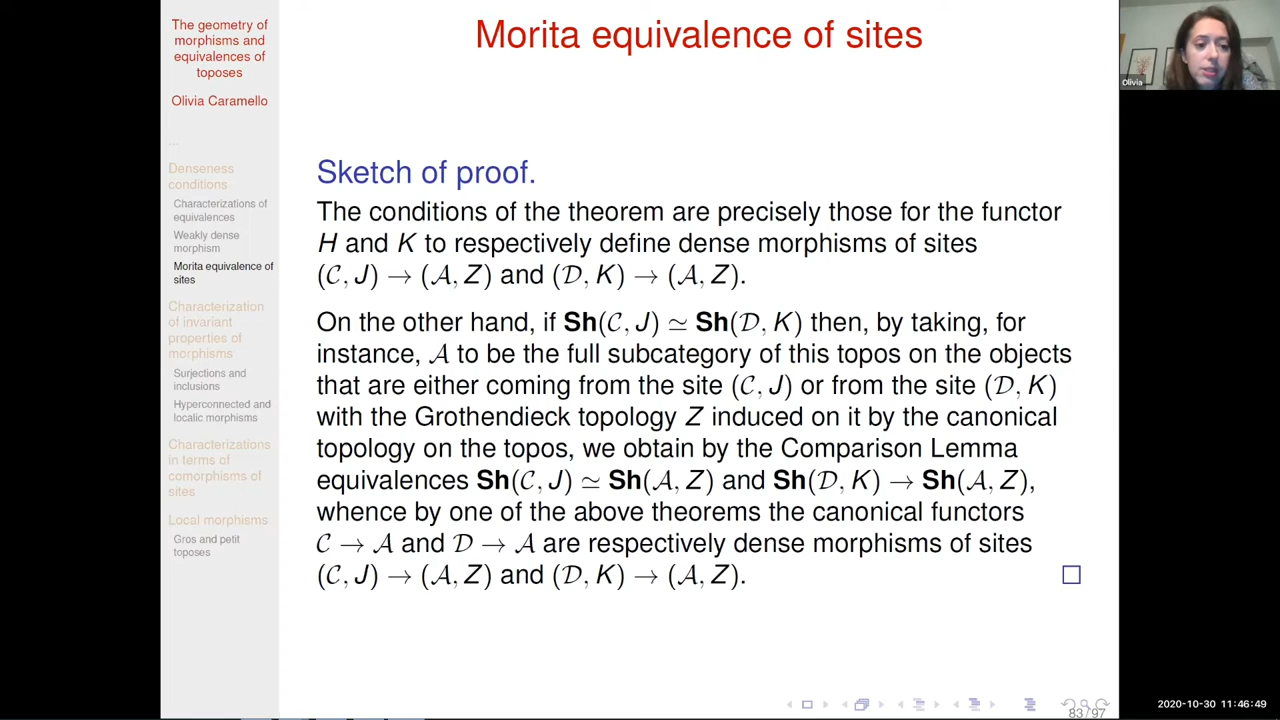 The geometry of
morphisms and
equivalences of
toposes
Olivia Caramello
...
Denseness
conditions
Characterizations of
equivalences
Weakly dense
morphism
Morita equivalence of
sites
Characterization
of invariant
properties of
morphisms
Surjections and
inclusions
Hyperconnected and
localic morphisms
Characterizations
in terms of
comorphisms of
sites
Local morphisms
Gros and petit
toposes
Morita equivalence of sites
Sketch of proof.
The conditions of the theorem are precisely those for the functor
H and K to respectively define dense morphisms of sites
(𝒞, J) → (𝒜, Z) and (𝒟, K) → (𝒜, Z).
On the other hand, if Sh(𝒞, J) ≃ Sh(𝒟, K) then, by taking, for
instance, 𝒜 to be the full subcategory of this topos on the objects
that are either coming from the site (𝒞, J) or from the site (𝒟, K)
with the Grothendieck topology Z induced on it by the canonical
topology on the topos, we obtain by the Comparison Lemma
equivalences Sh(𝒞, J) ≃ Sh(𝒜, Z) and Sh(𝒟, K) → Sh(𝒜, Z),
whence by one of the above theorems the canonical functors
𝒞 → 𝒜 and 𝒟 → 𝒜 are respectively dense morphisms of sites
(𝒞, J) → (𝒜, Z) and (𝒟, K) → (𝒜, Z). □
83 / 97
Olivia
2020-10-30 11:46:49